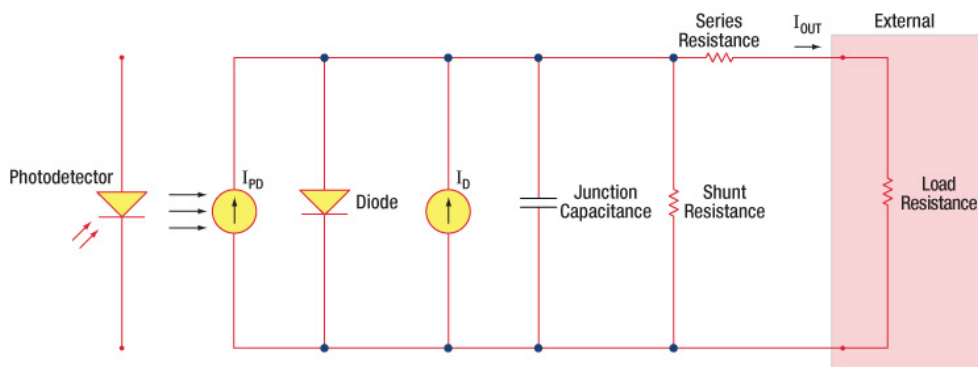 Series
Resistance
I_OUT
External
Photodetector
I_PD
Diode
I_D
Junction
Capacitance
Shunt
Resistance
Load
Resistance